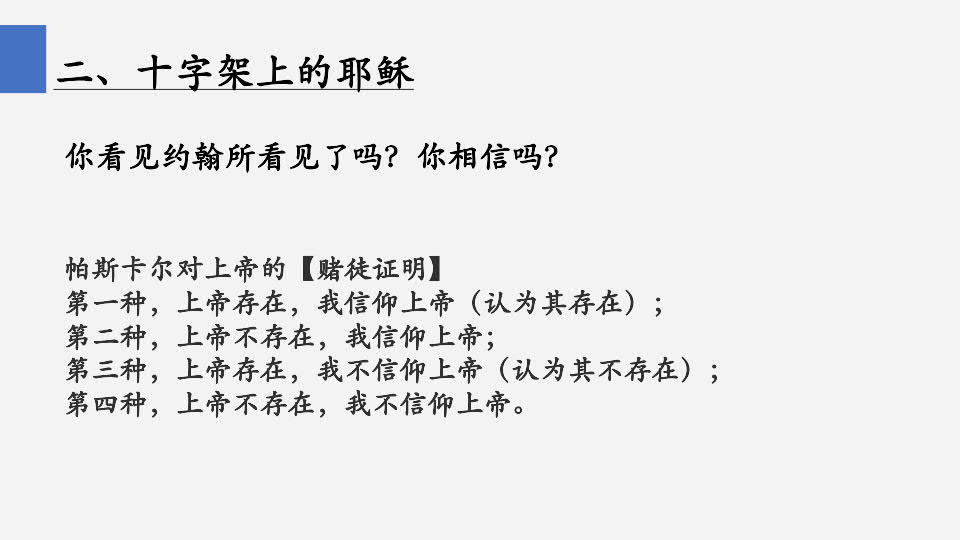 二、十字架上的耶稣
你看见约翰所看见了吗？你相信吗？
帕斯卡尔对上帝的【赌徒证明】
第一种，上帝存在，我信仰上帝（认为其存在）；
第二种，上帝不存在，我信仰上帝；
第三种，上帝存在，我不信仰上帝（认为其不存在）；
第四种，上帝不存在，我不信仰上帝。